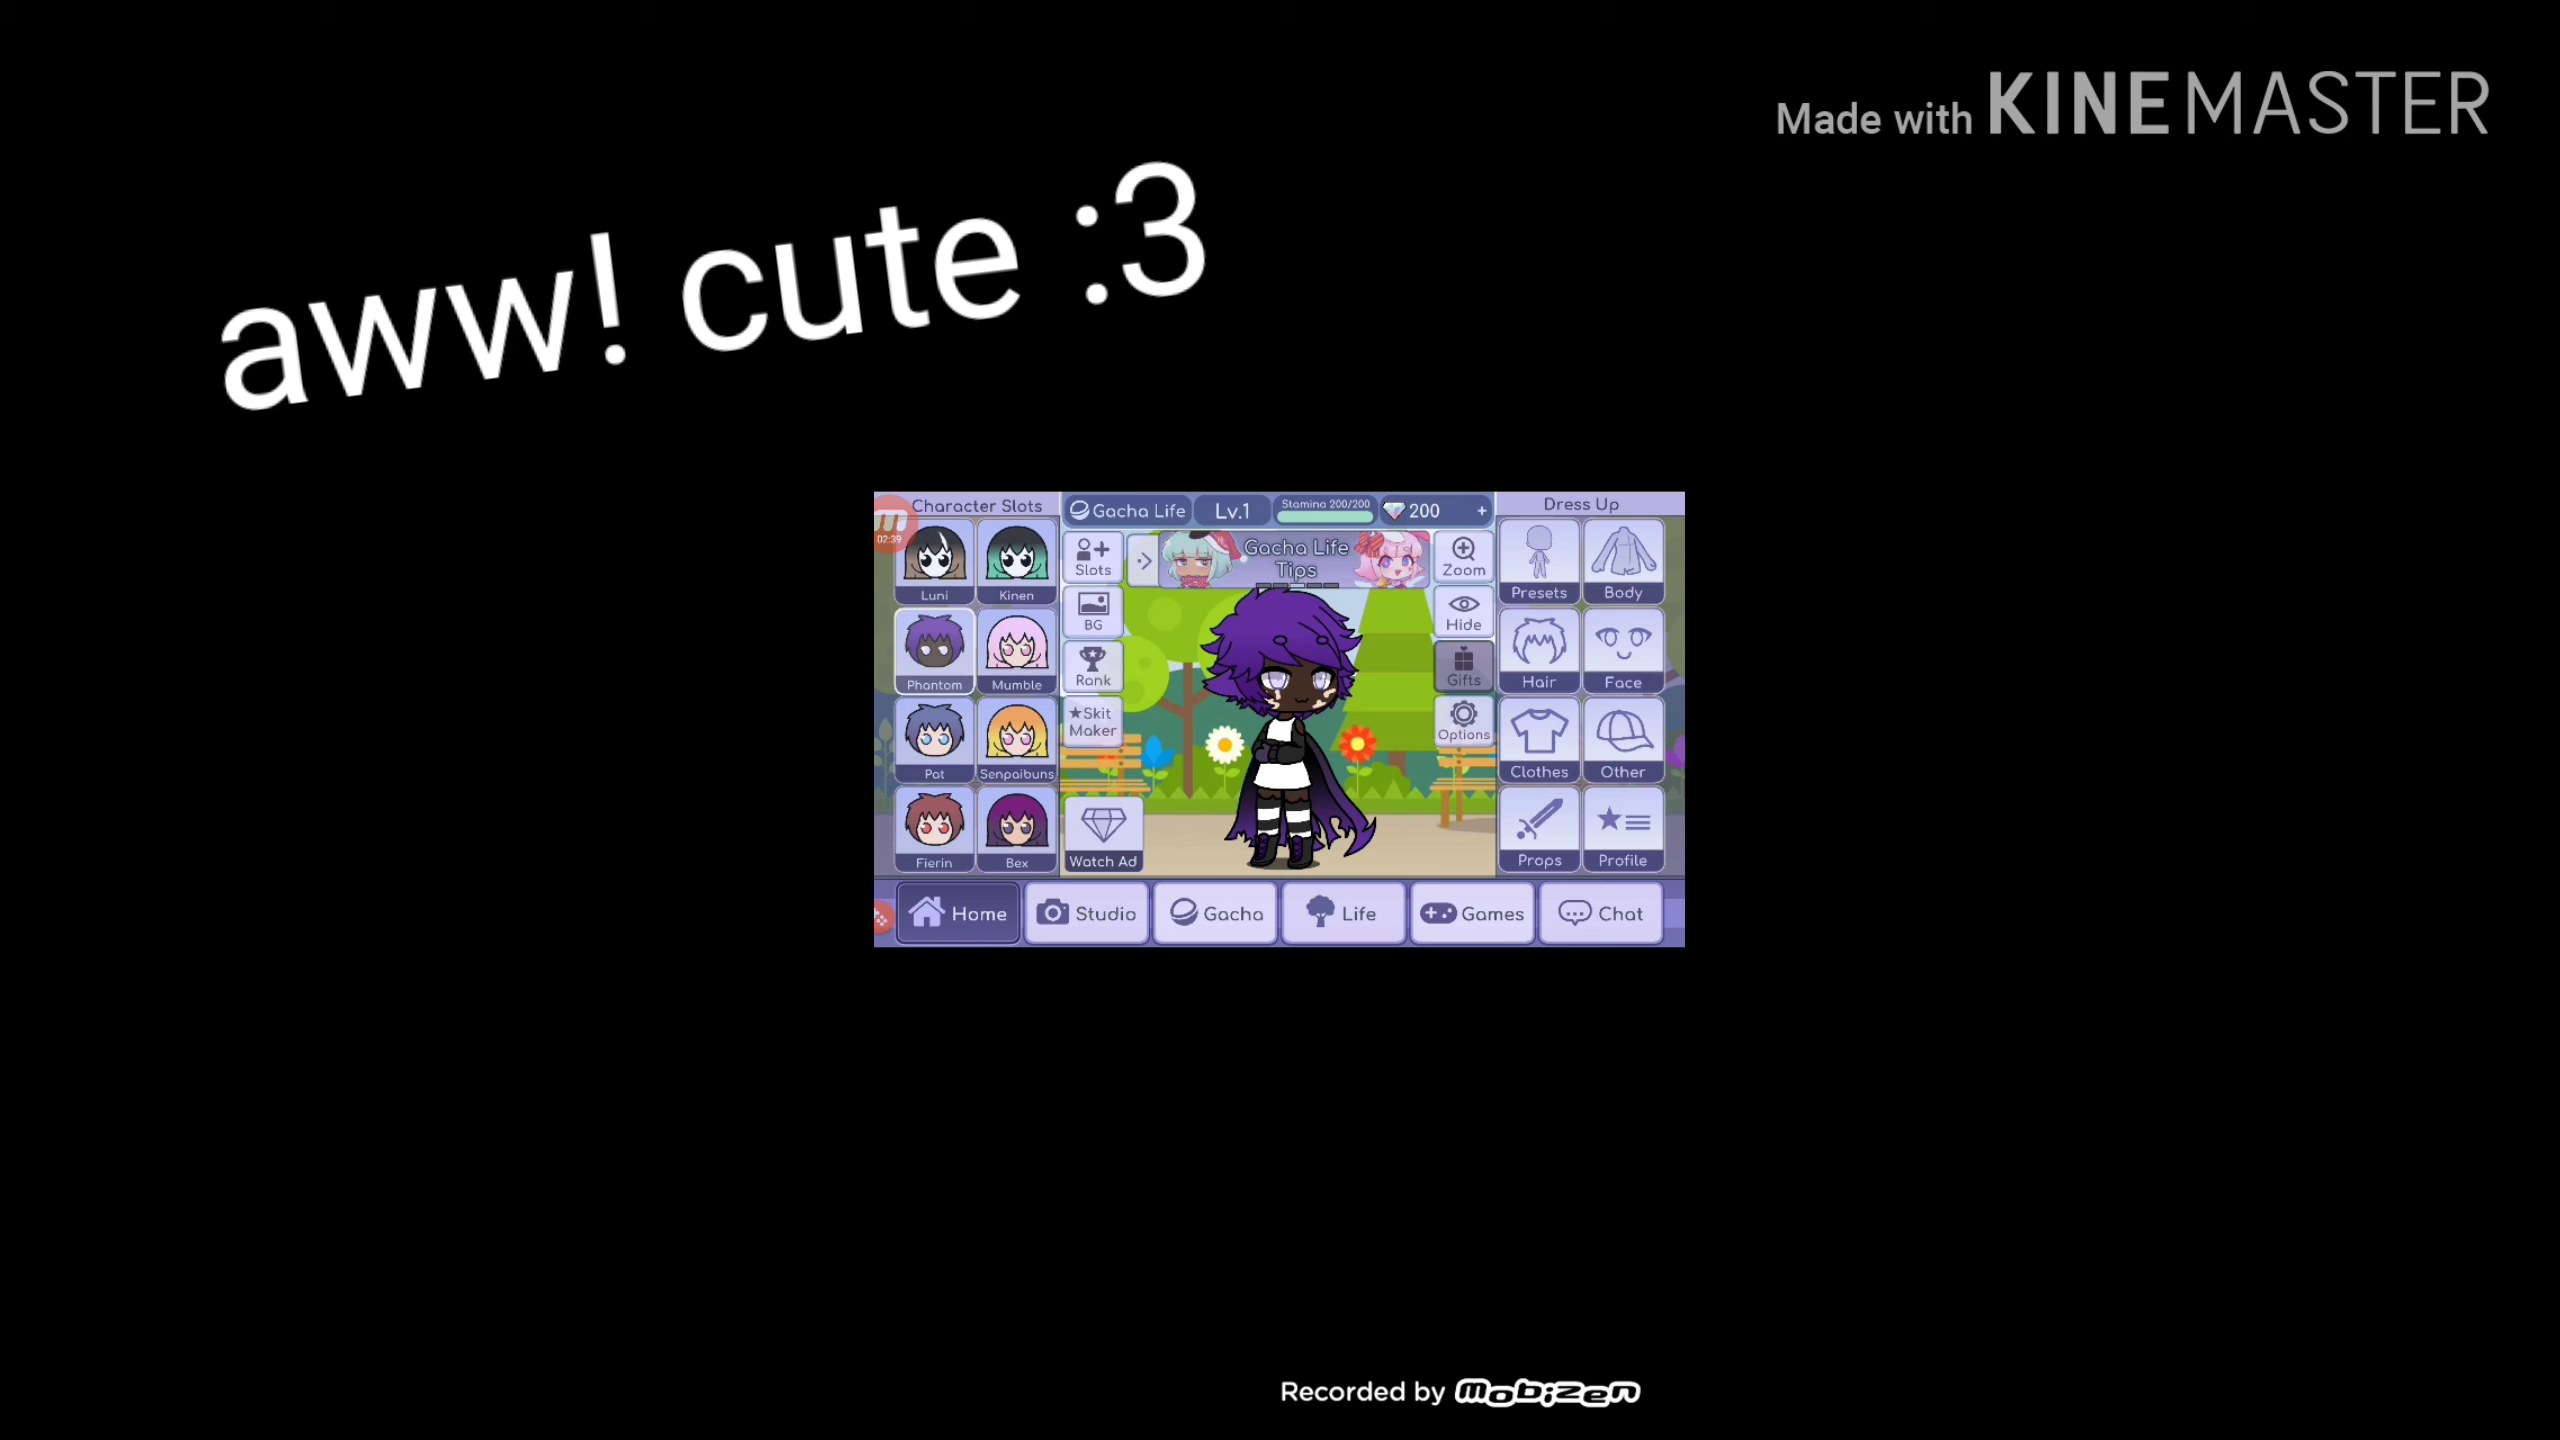 Made with KINEMASTER
aww! cute :3
Character Slots
Gacha Life
Lv.1
Stamina 200/200
200
+
Dress Up
02:39
Luni
Kinen
Slots
Gacha Life
Tips
Zoom
Presets
Body
BG
Hide
Phantom
Mumble
Rank
Gifts
Hair
Face
Skit
Maker
Options
Pat
Senpaibuns
Clothes
Other
Fierin
Bex
Watch Ad
Props
Profile
Home
Studio
Gacha
Life
Games
Chat
Recorded by mobizen